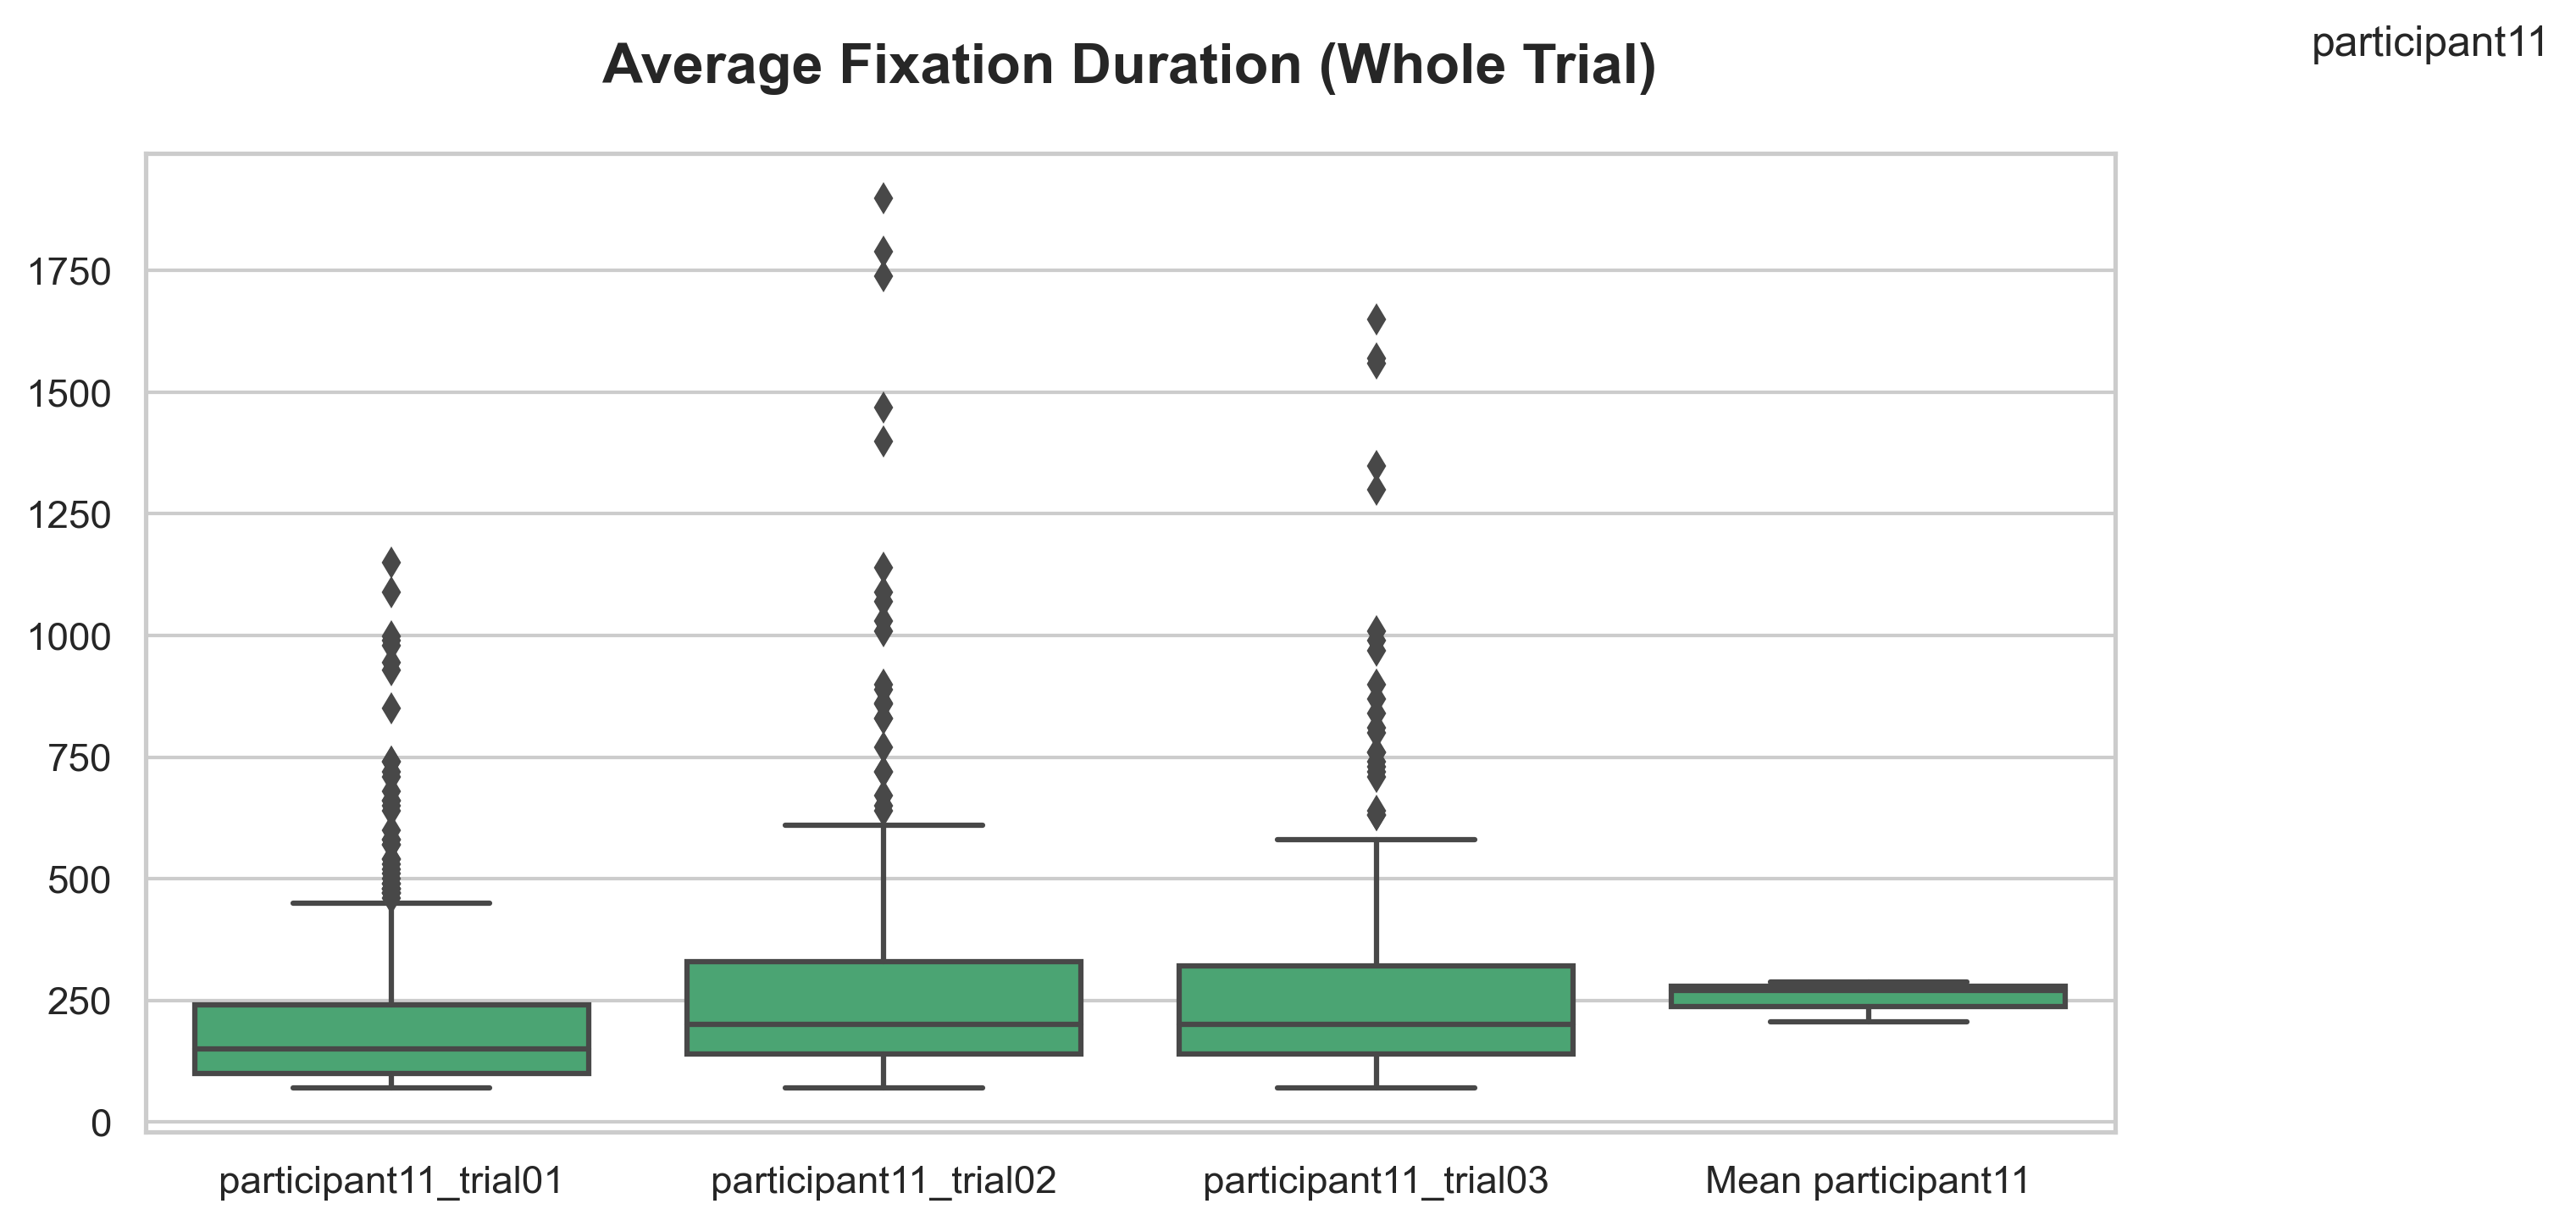 participant11
Average Fixation Duration (Whole Trial)
1750
1500
1250
1000
750
500
250
0
participant11_trial01
participant11_trial02
participant11_trial03
Mean participant11